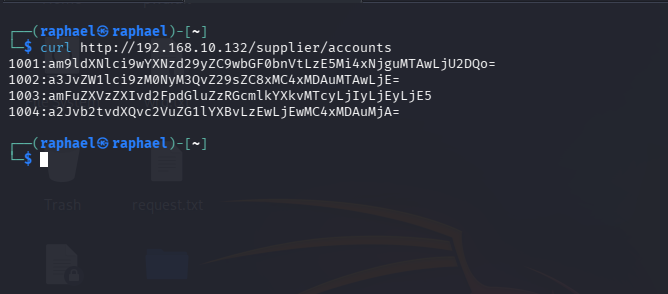 ┌──(raphael㉿raphael)-[~]
└─$ curl http://192.168.10.132/supplier/accounts
1001:am9ldXNlci9wYXNzd29yZC9wbGF0bnVtLzE5Mi4xNjguMTAwLjU2DQo=
1002:a3JvZW1lci9zM0NyM3QvZ29sZC8xMC4xMDAuMTAwLjE=
1003:amFuZXVzZXIvd2FpdGluZzRGcmlkYXkvMTcyLjIyLjEyLjE5
1004:a2Jvb2tvdXQvc2VuZG1lYXBvLzEwLjEwMC4xMDAuMjA=
┌──(raphael㉿raphael)-[~]
└─$
Trash
request.txt